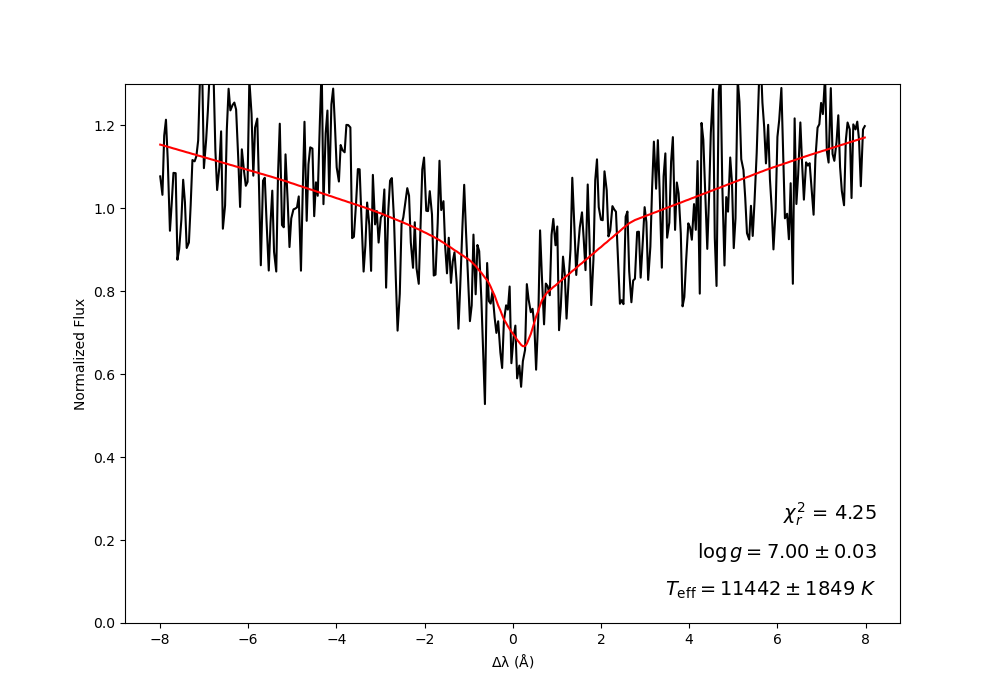 1.2
1.0
0.8
0.6
0.4
0.2
0.0
Normalized Flux
χ²ᵣ = 4.25
log g = 7.00 ± 0.03
T_eff = 11442 ± 1849 K
−8 −6 −4 −2 0 2 4 6 8
Δλ (Å)